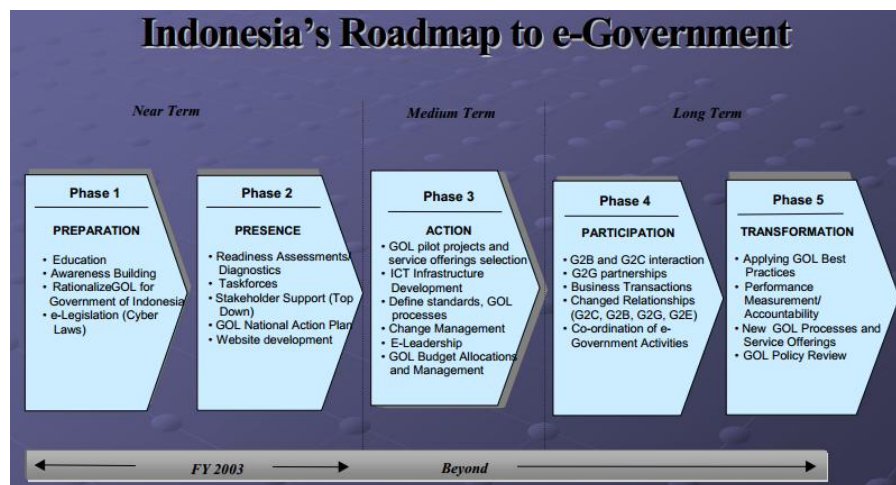 Indonesia's Roadmap to e-Government
Near Term
Medium Term
Long Term
Phase 1
PREPARATION
• Education
• Awareness Building
• RationalizeGOL for
Government of Indonesia
• e-Legislation (Cyber
Laws)
Phase 2
PRESENCE
• Readiness Assessments/
Diagnostics
• Taskforces
• Stakeholder Support (Top
Down)
• GOL National Action Plan
• Website development
Phase 3
ACTION
• GOL pilot projects and
service offerings selection
• ICT Infrastructure
Development
• Define standards, GOL
processes
• Change Management
• E-Leadership
• GOL Budget Allocations
and Management
Phase 4
PARTICIPATION
• G2B and G2C interaction
• G2G partnerships
• Business Transactions
• Changed Relationships
(G2C, G2B, G2G, G2E)
• Co-ordination of e-
Government Activities
Phase 5
TRANSFORMATION
• Applying GOL Best
Practices
• Performance
Measurement/
Accountability
• New GOL Processes and
Service Offerings
• GOL Policy Review
FY 2003
Beyond